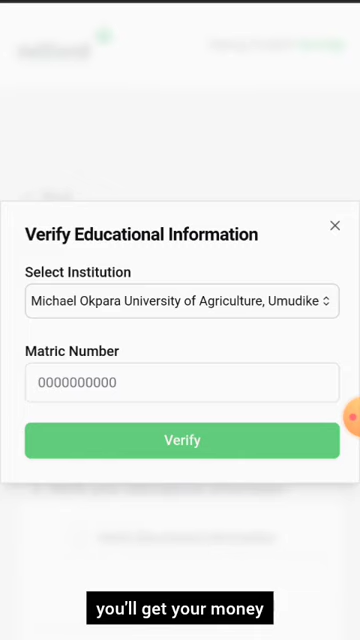 Verify Educational Information
Select Institution
Michael Okpara University of Agriculture, Umudike
Matric Number
0000000000
Verify
you'll get your money